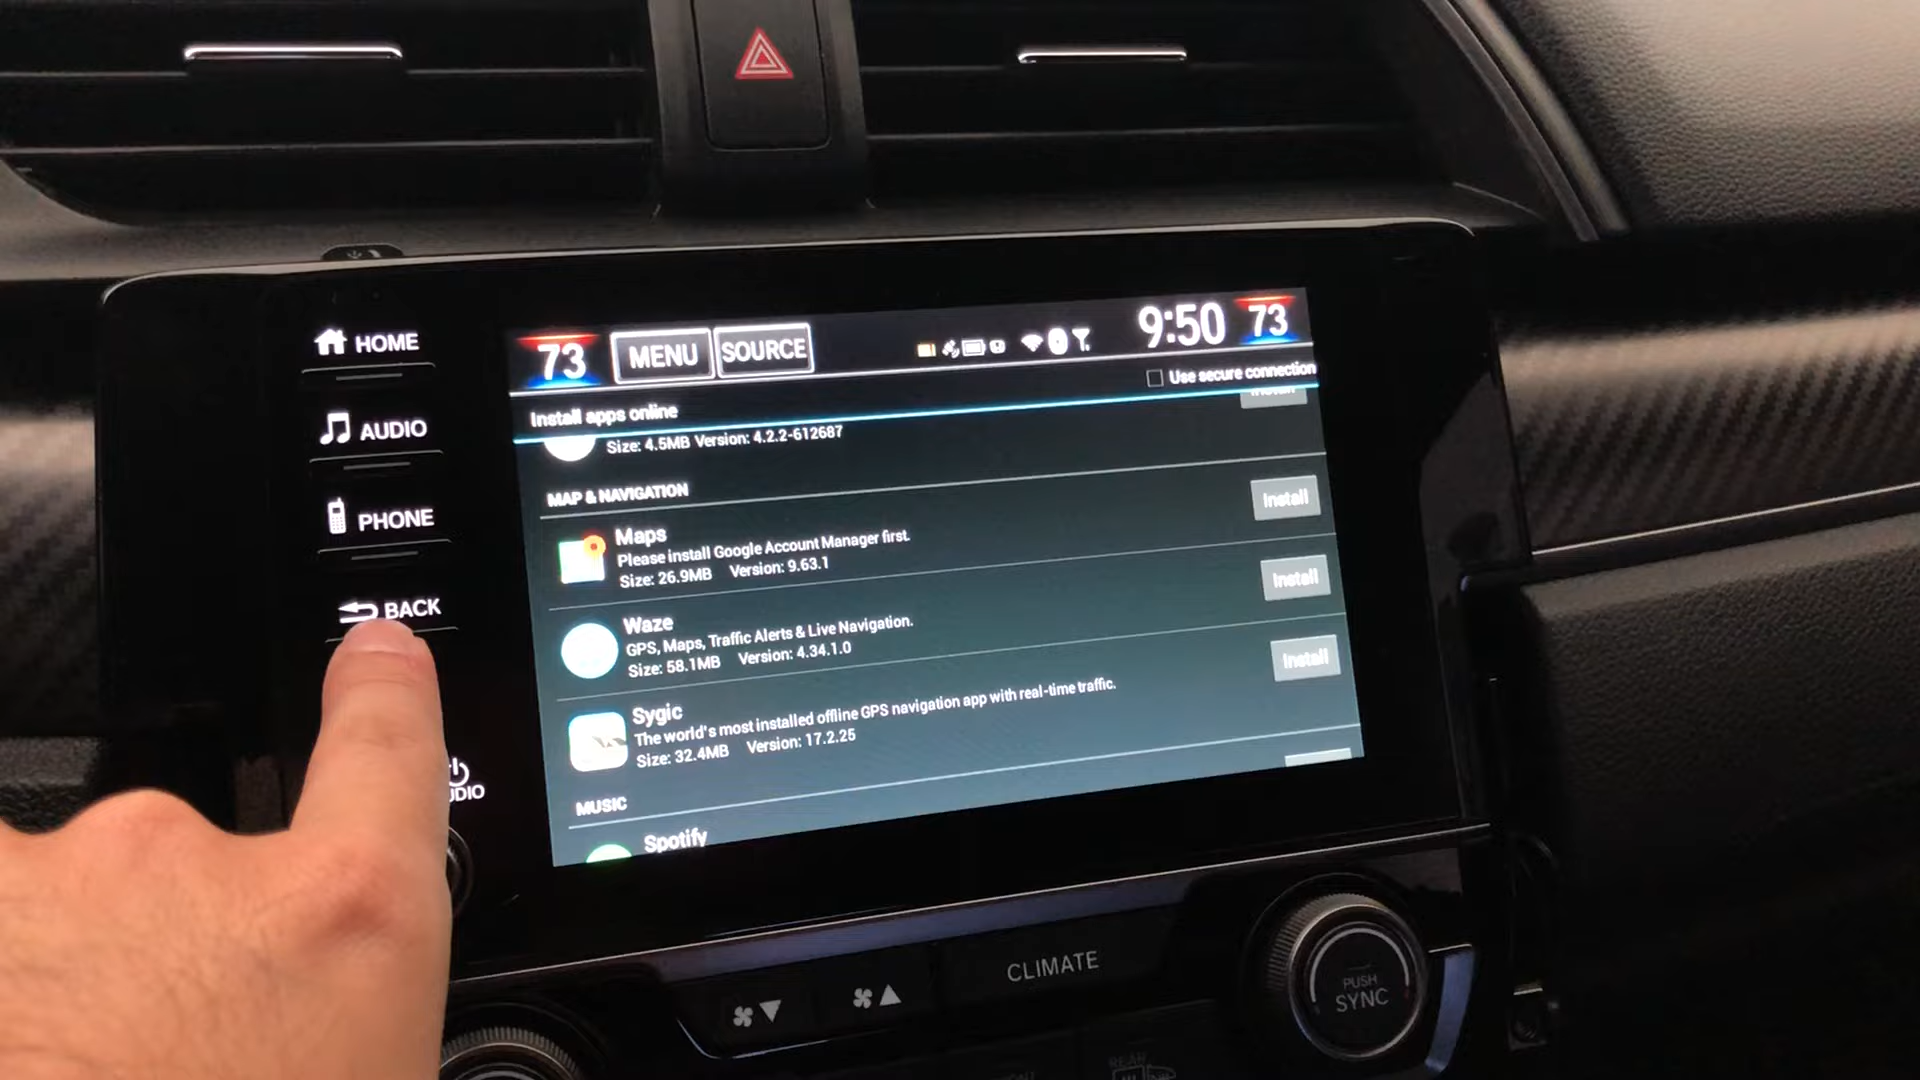 HOME
AUDIO
PHONE
BACK
73
MENU
SOURCE
9:50
73
Use secure connection
Install apps online
Install
Size: 4.5MB Version: 4.2.2-612687
MAP & NAVIGATION
Maps
Please install Google Account Manager first.
Size: 26.9MB Version: 9.63.1
Install
Waze
GPS, Maps, Traffic Alerts & Live Navigation.
Size: 58.1MB Version: 4.34.1.0
Install
Sygic
The world's most installed offline GPS navigation app with real-time traffic.
Size: 32.4MB Version: 17.2.25
Install
MUSIC
Spotify
CLIMATE
PUSH
SYNC
REAR